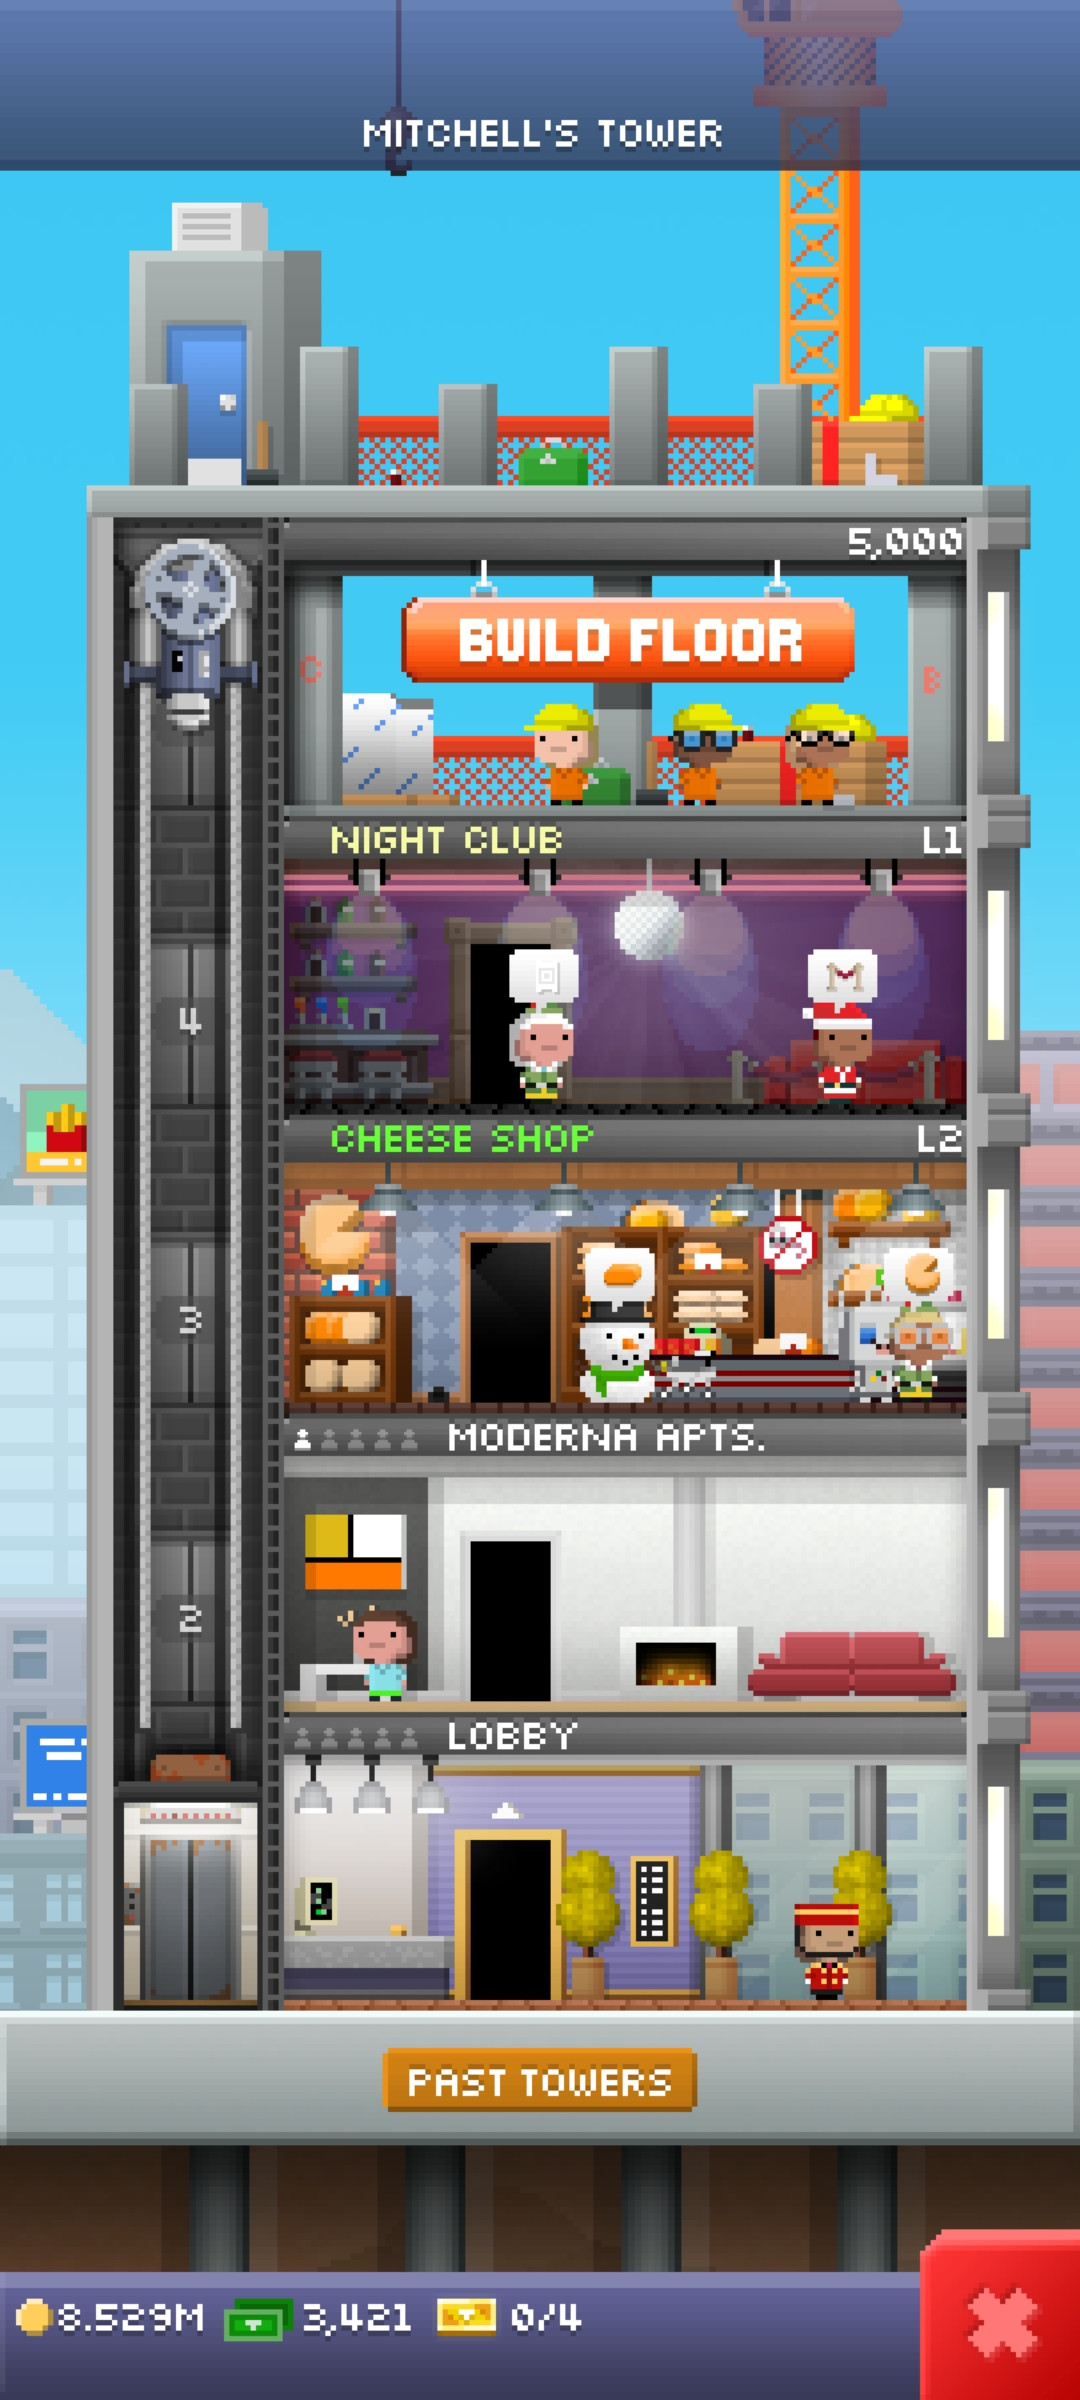 MITCHELL'S TOWER
5,000
BUILD FLOOR
C
B
NIGHT CLUB L1
M
4
CHEESE SHOP L2
3
MODERNA APTS.
2
LOBBY
PAST TOWERS
8.529M 3,421 0/4